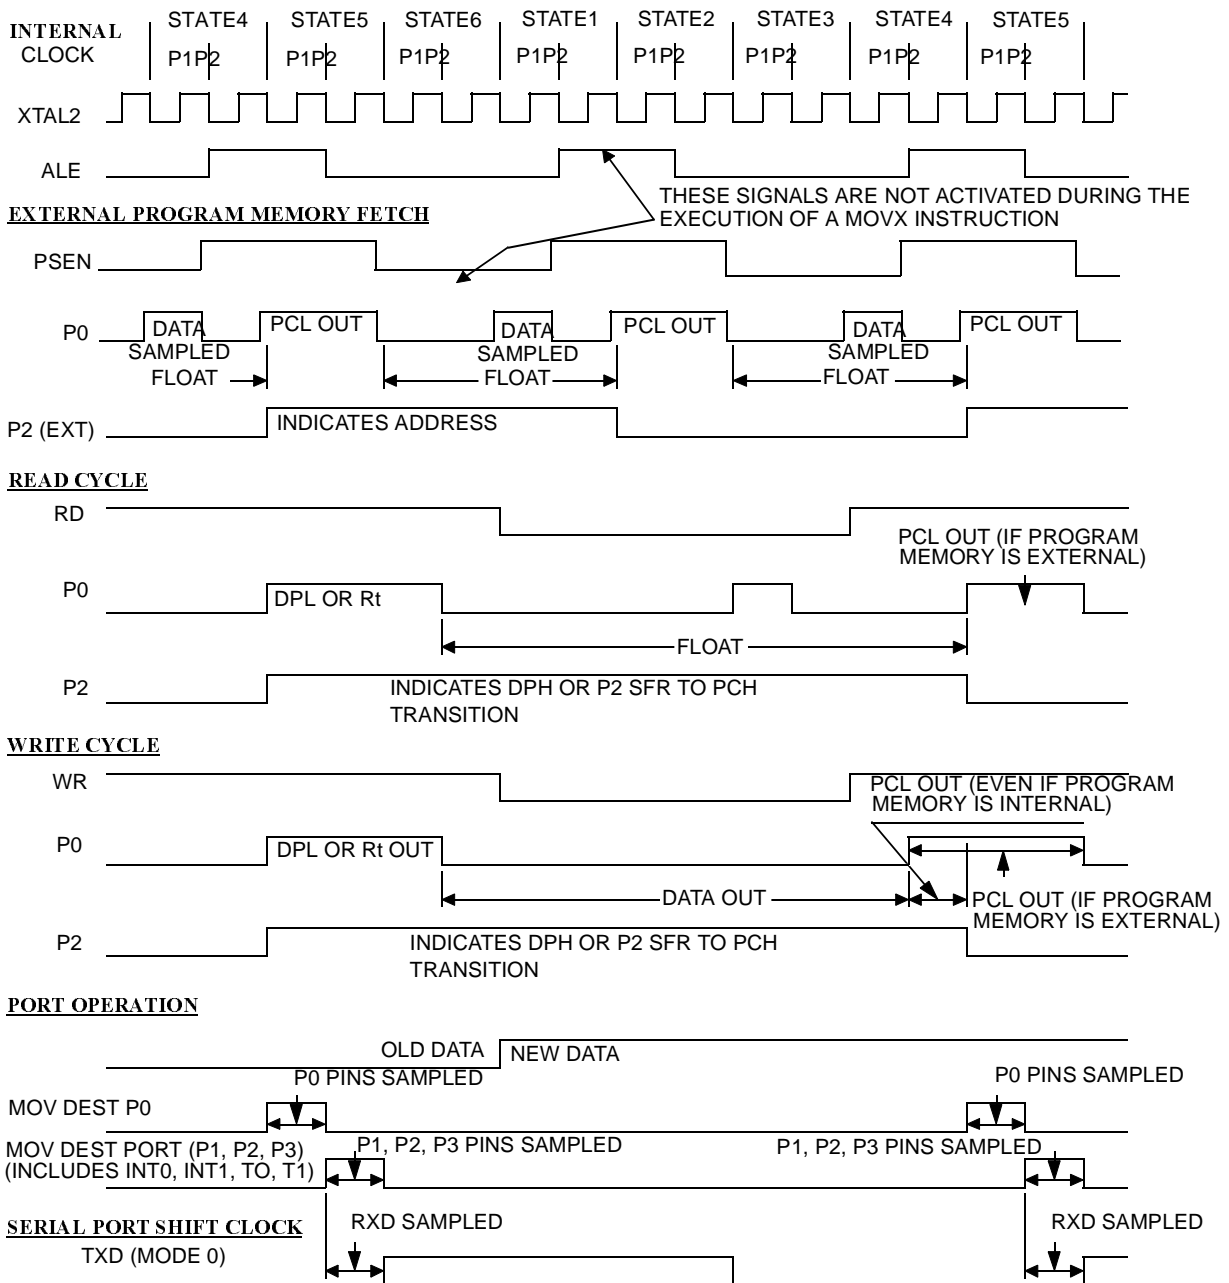 INTERNAL CLOCK
STATE4 STATE5 STATE6 STATE1 STATE2 STATE3 STATE4 STATE5
P1P2 P1P2 P1P2 P1P2 P1P2 P1P2 P1P2 P1P2
XTAL2
ALE
THESE SIGNALS ARE NOT ACTIVATED DURING THE
EXECUTION OF A MOVX INSTRUCTION
EXTERNAL PROGRAM MEMORY FETCH
PSEN
P0
DATA SAMPLED
PCL OUT
DATA SAMPLED
PCL OUT
DATA SAMPLED
PCL OUT
FLOAT FLOAT FLOAT
P2 (EXT)
INDICATES ADDRESS
READ CYCLE
RD
PCL OUT (IF PROGRAM
MEMORY IS EXTERNAL)
P0
DPL OR Rt
FLOAT
P2
INDICATES DPH OR P2 SFR TO PCH
TRANSITION
WRITE CYCLE
WR
PCL OUT (EVEN IF PROGRAM
MEMORY IS INTERNAL)
P0
DPL OR Rt OUT
DATA OUT
PCL OUT (IF PROGRAM
MEMORY IS EXTERNAL)
P2
INDICATES DPH OR P2 SFR TO PCH
TRANSITION
PORT OPERATION
OLD DATA NEW DATA
P0 PINS SAMPLED P0 PINS SAMPLED
MOV DEST P0
MOV DEST PORT (P1, P2, P3)
(INCLUDES INT0, INT1, TO, T1)
P1, P2, P3 PINS SAMPLED P1, P2, P3 PINS SAMPLED
SERIAL PORT SHIFT CLOCK
RXD SAMPLED RXD SAMPLED
TXD (MODE 0)